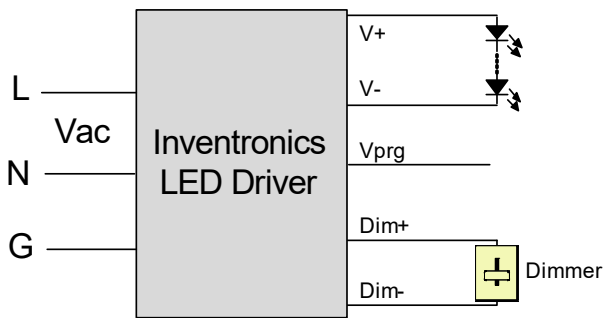 V+
L
V-
Vac
Inventronics
LED Driver
Vprg
N
Dim+
G
Dimmer
Dim-